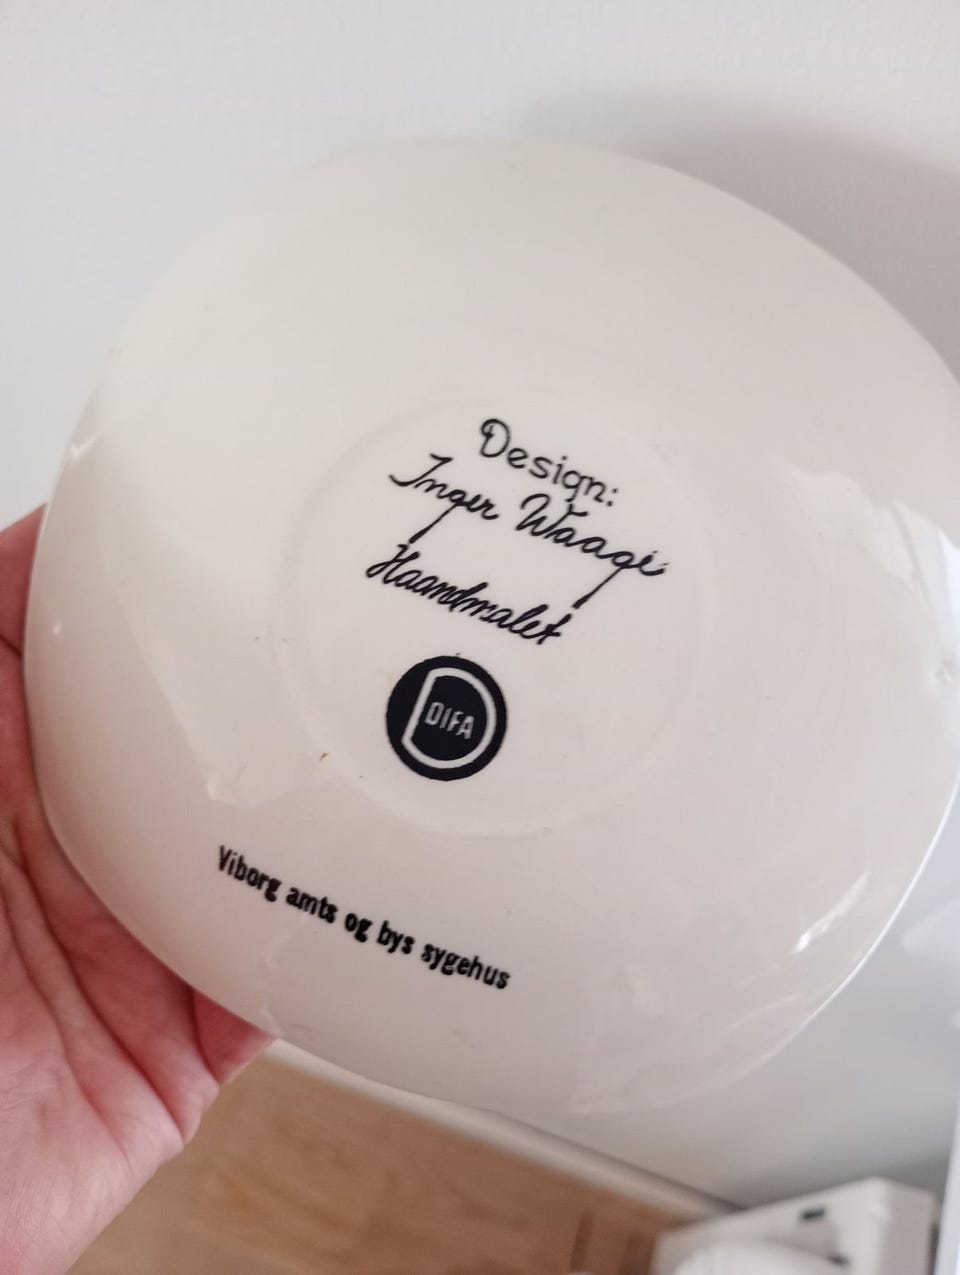 Design:
Inger Waage
Haandmalet
DIFA
Viborg amts og bys sygehus